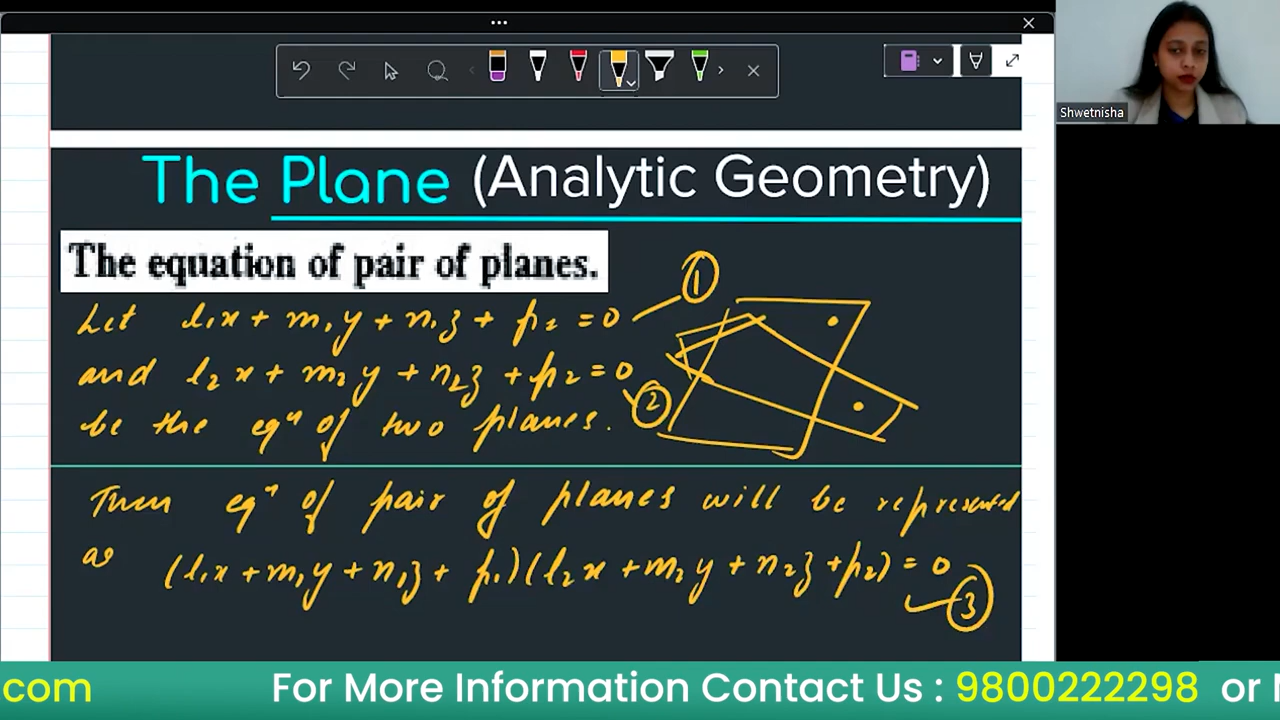 Shwetnisha
The Plane (Analytic Geometry)
The equation of pair of planes.
Let l₁x + m₁y + n₁z + p₂ = 0 — ①
and l₂x + m₂y + n₂z + p₂ = 0 — ②
be the eqⁿ of two planes.
Then eqⁿ of pair of planes will be represented
as (l₁x + m₁y + n₁z + p₁)(l₂x + m₂y + n₂z + p₂) = 0 — ③
com For More Information Contact Us : 9800222298 or